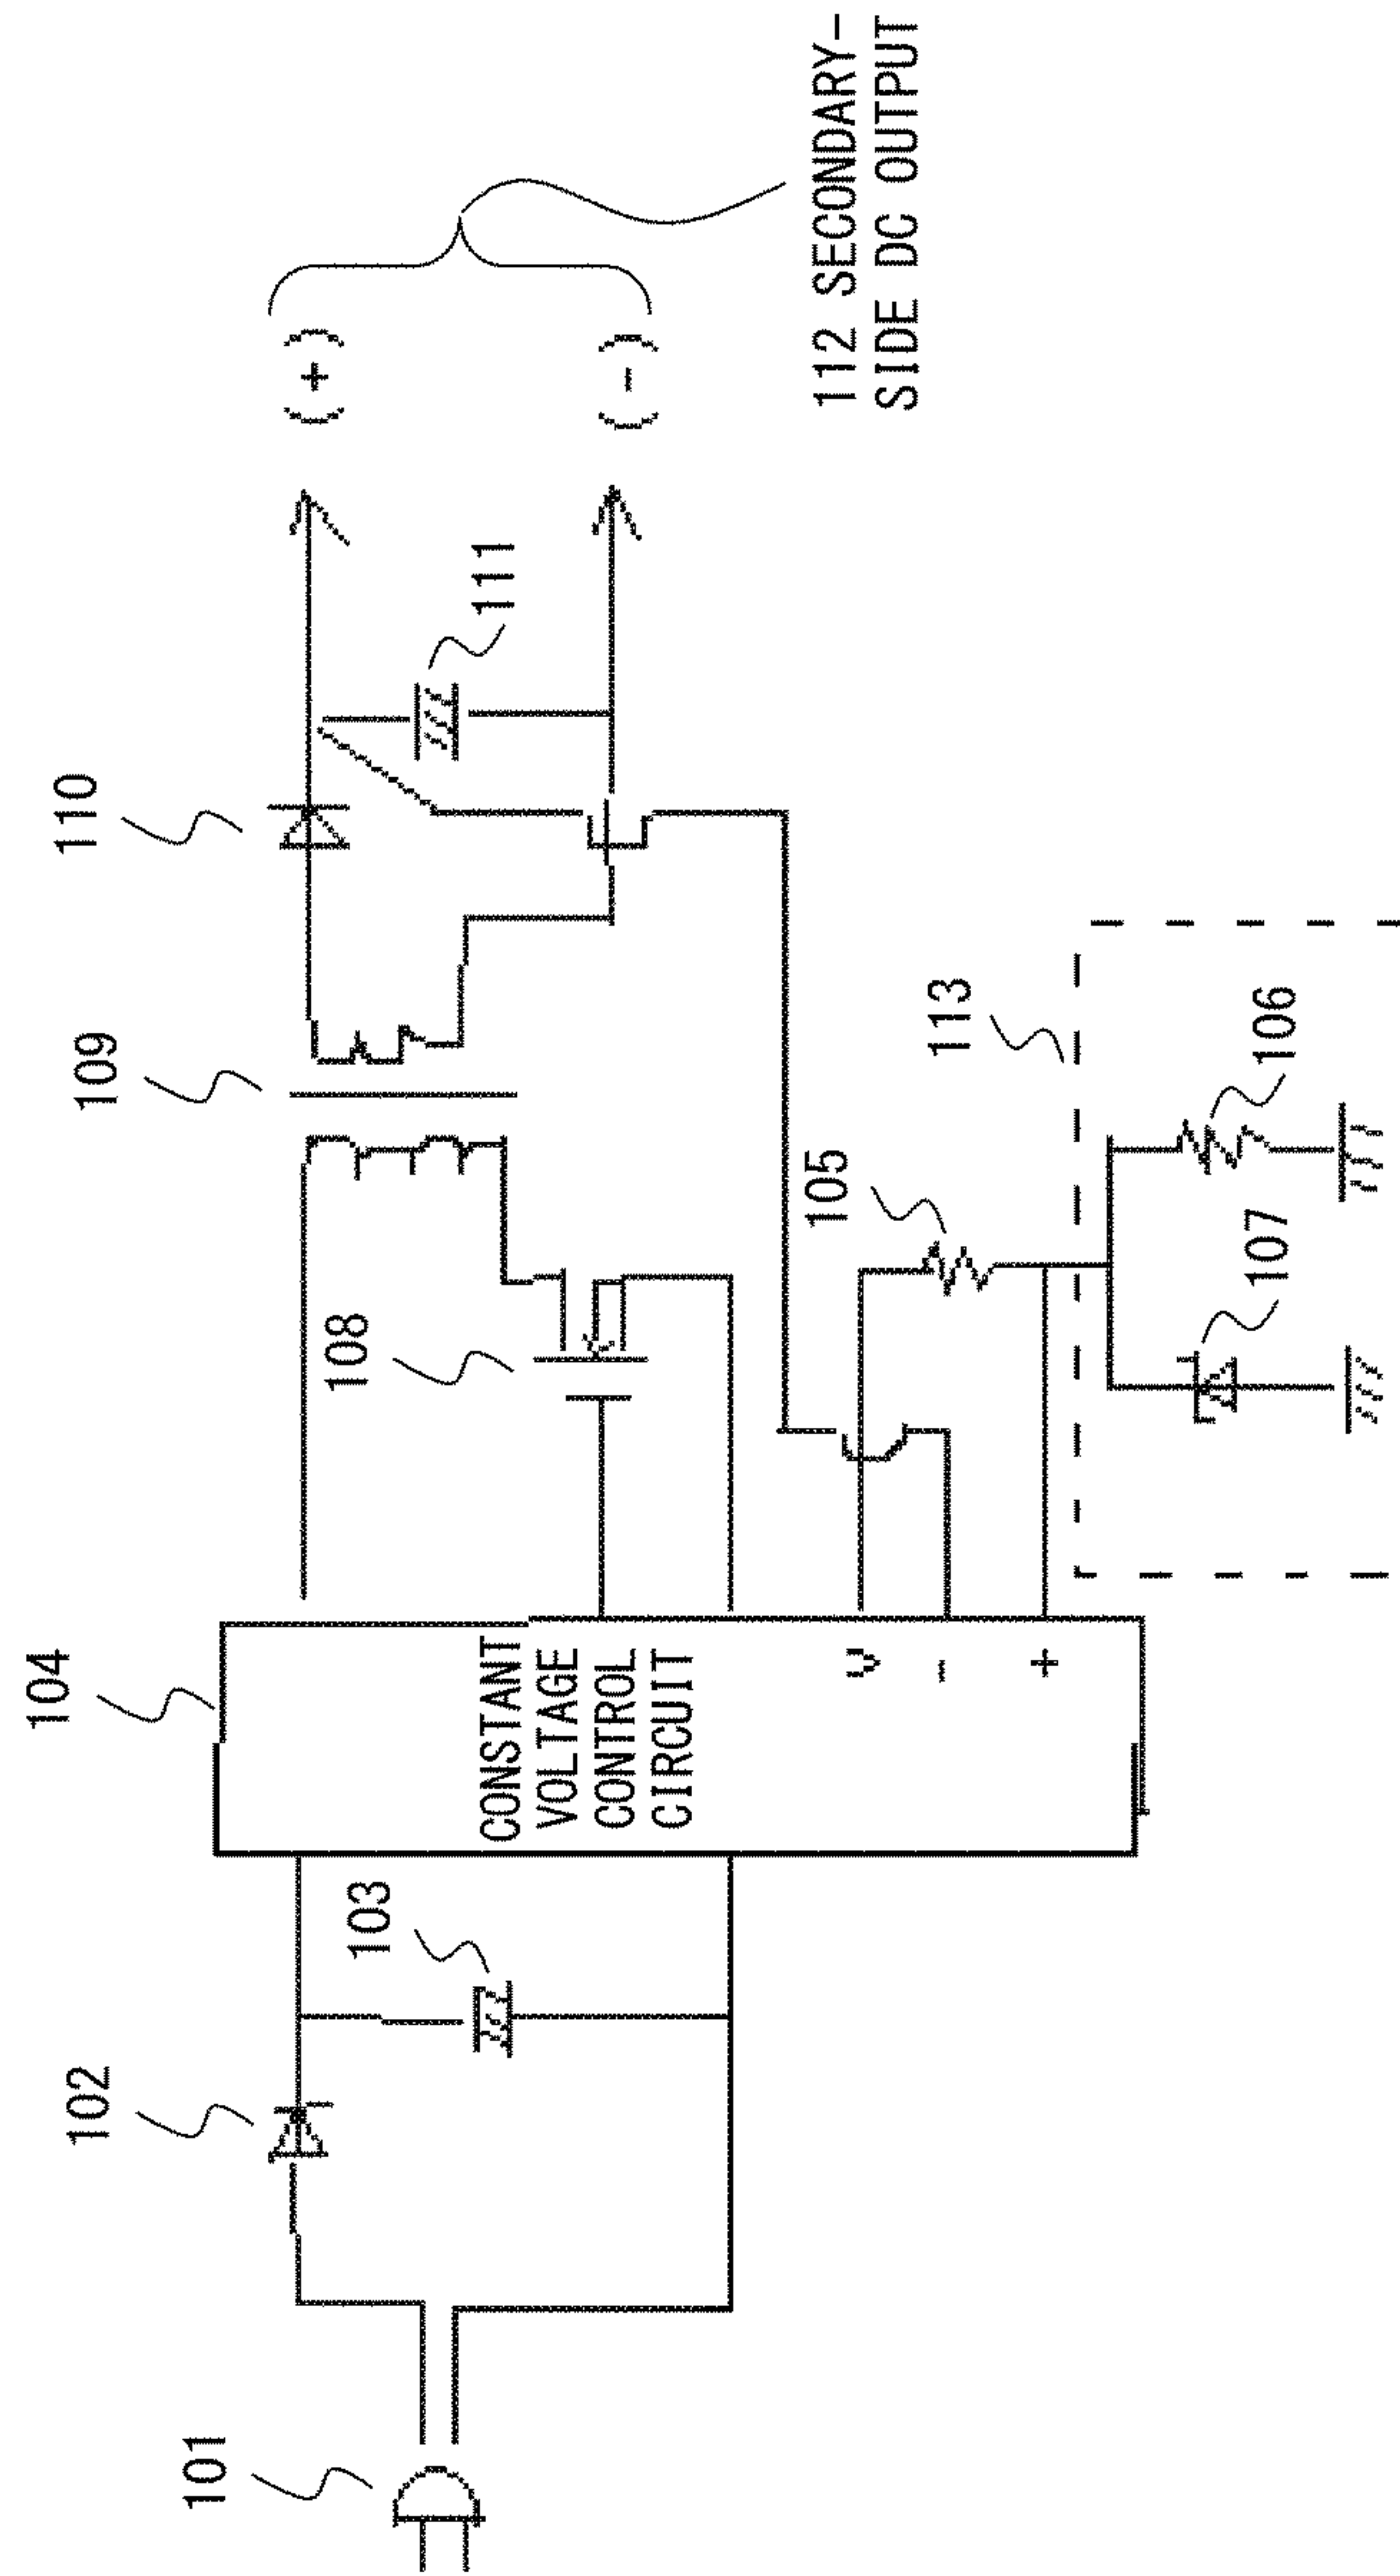 101
102
103
104
CONSTANT
VOLTAGE
CONTROL
CIRCUIT
V
-
+
108
109
105
107
106
113
110
111
(+)
(-)
112 SECONDARY-
SIDE DC OUTPUT